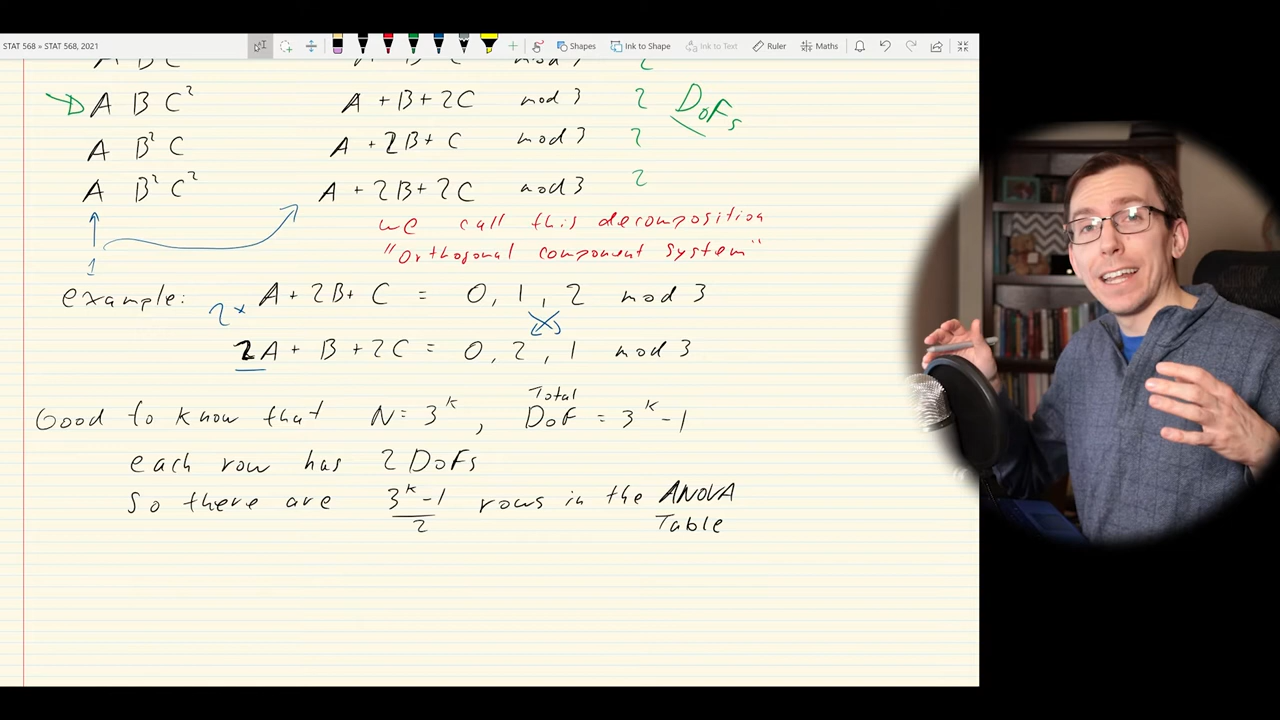 STAT 568 » STAT 568, 2021
Shapes Ink to Shape Ink to Text Ruler Maths
A B C mod 3 2
A B C² A + B + 2C mod 3 2 DoFs
A B² C A + 2B + C mod 3 2
A B² C² A + 2B + 2C mod 3 2
we call this decomposition
"Orthogonal component system"
1
example: A + 2B + C = 0, 1, 2 mod 3
2×
2A + B + 2C = 0, 2, 1 mod 3
Total
Good to know that N = 3^k, DoF = 3^k - 1
each row has 2 DoFs
So there are (3^k - 1)/2 rows in the ANOVA
Table